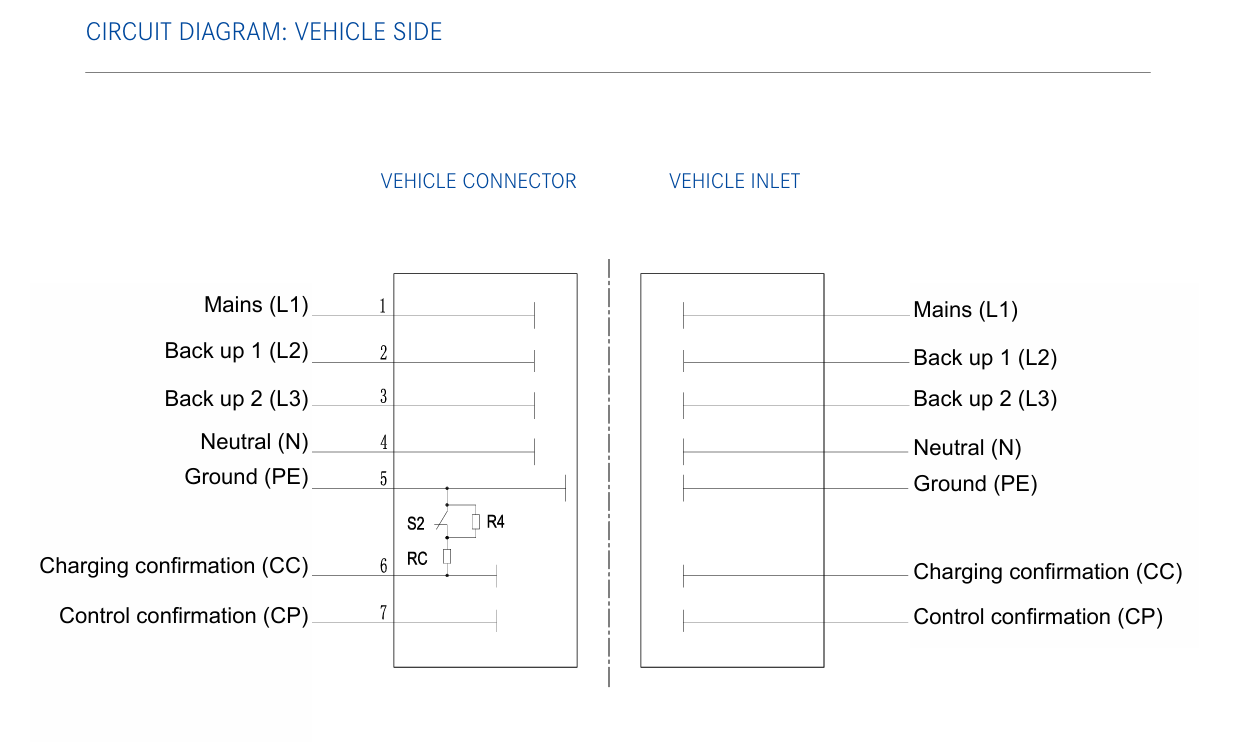 CIRCUIT DIAGRAM: VEHICLE SIDE
VEHICLE CONNECTOR
VEHICLE INLET
Mains (L1)
1
Back up 1 (L2)
2
Back up 2 (L3)
3
Neutral (N)
4
Ground (PE)
5
S2
R4
RC
Charging confirmation (CC)
6
Control confirmation (CP)
7
Mains (L1)
Back up 1 (L2)
Back up 2 (L3)
Neutral (N)
Ground (PE)
Charging confirmation (CC)
Control confirmation (CP)